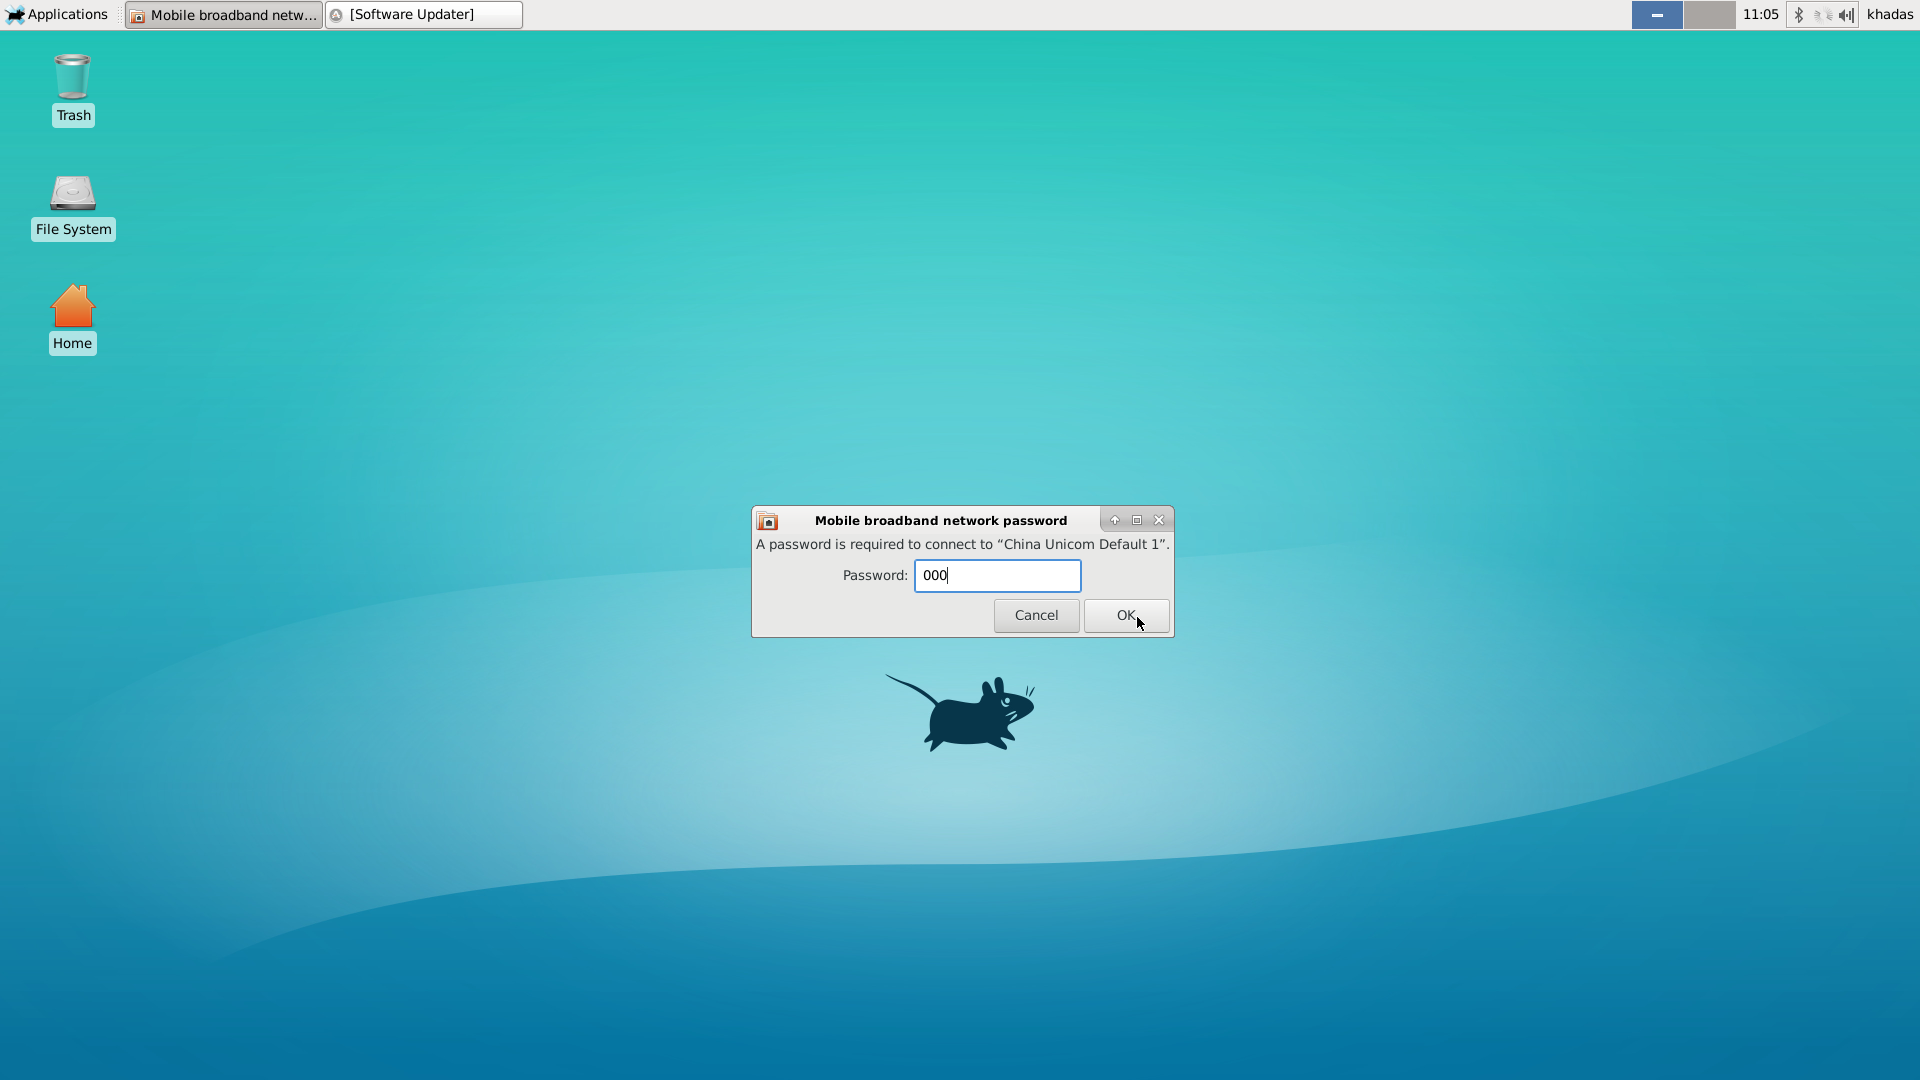 Applications
Mobile broadband netw...
[Software Updater]
11:05
khadas
Trash
File System
Home
Mobile broadband network password
A password is required to connect to “China Unicom Default 1”.
Password: 000
Cancel
OK